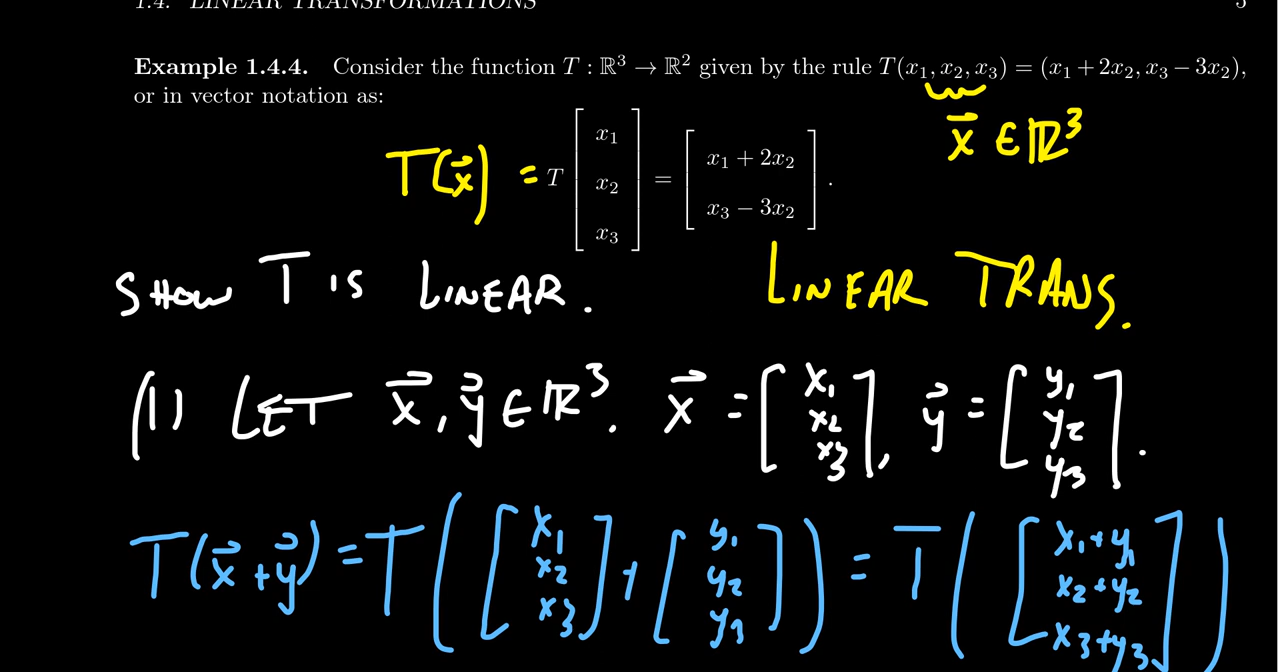 1.4. LINEAR TRANSFORMATIONS 5
Example 1.4.4. Consider the function T : ℝ³ → ℝ² given by the rule T(x₁, x₂, x₃) = (x₁ + 2x₂, x₃ − 3x₂),
or in vector notation as:
T(x⃗) = T [x₁ x₂ x₃] = [x₁ + 2x₂ x₃ − 3x₂]. x⃗ ∈ ℝ³
SHOW T IS LINEAR. LINEAR TRANS.
(1) LET x⃗, y⃗ ∈ ℝ³. x⃗ = [x₁ x₂ x₃], y⃗ = [y₁ y₂ y₃].
T(x⃗ + y⃗) = T([x₁ x₂ x₃] + [y₁ y₂ y₃]) = T([x₁+y₁ x₂+y₂ x₃+y₃])